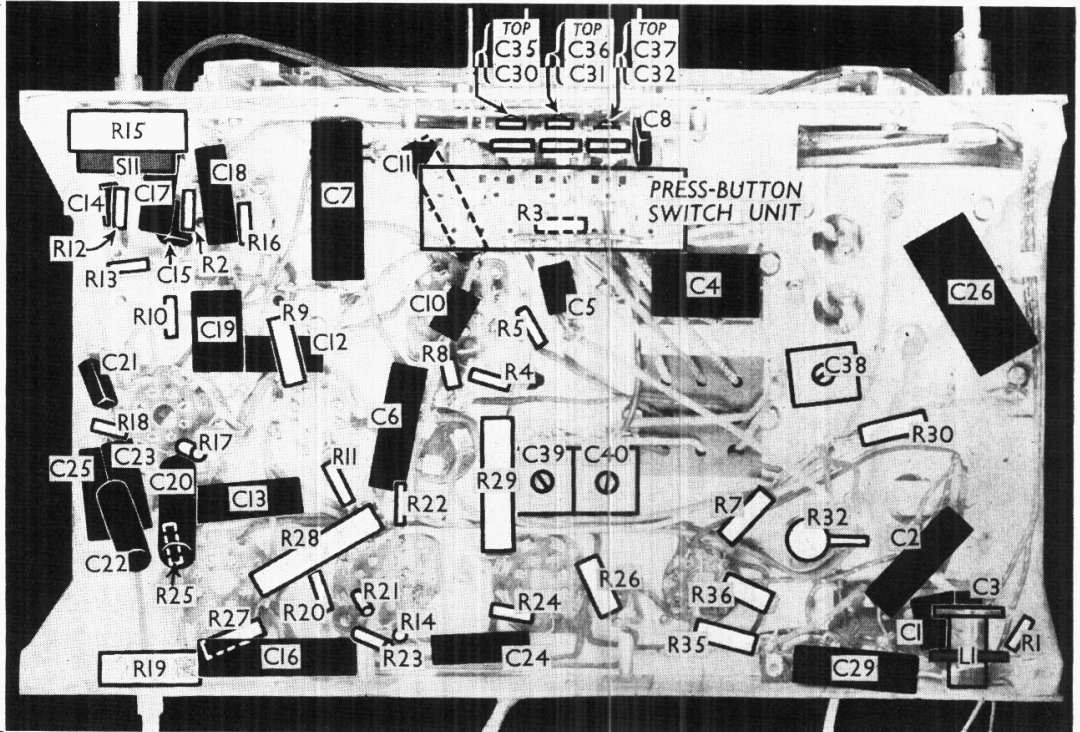 TOP TOP TOP
C35 C36 C37
C30 C31 C32
R15
C8
S11
C11
C18
C17
C7
C14
PRESS-BUTTON
SWITCH UNIT
R3
R12
R16
C15
R2
R13
C4
C26
C10
C5
R10
R9
C19
C12
R5
R8
C21
R4
C38
C6
R18
R17
R30
C25
C23
C20
R11
C39
C40
R29
C13
R22
R7
R32
C2
R28
C22
R25
R20
R21
R26
R36
C3
R24
R27
R14
C1
R1
R35
C16
R23
C24
C29
L1
R19